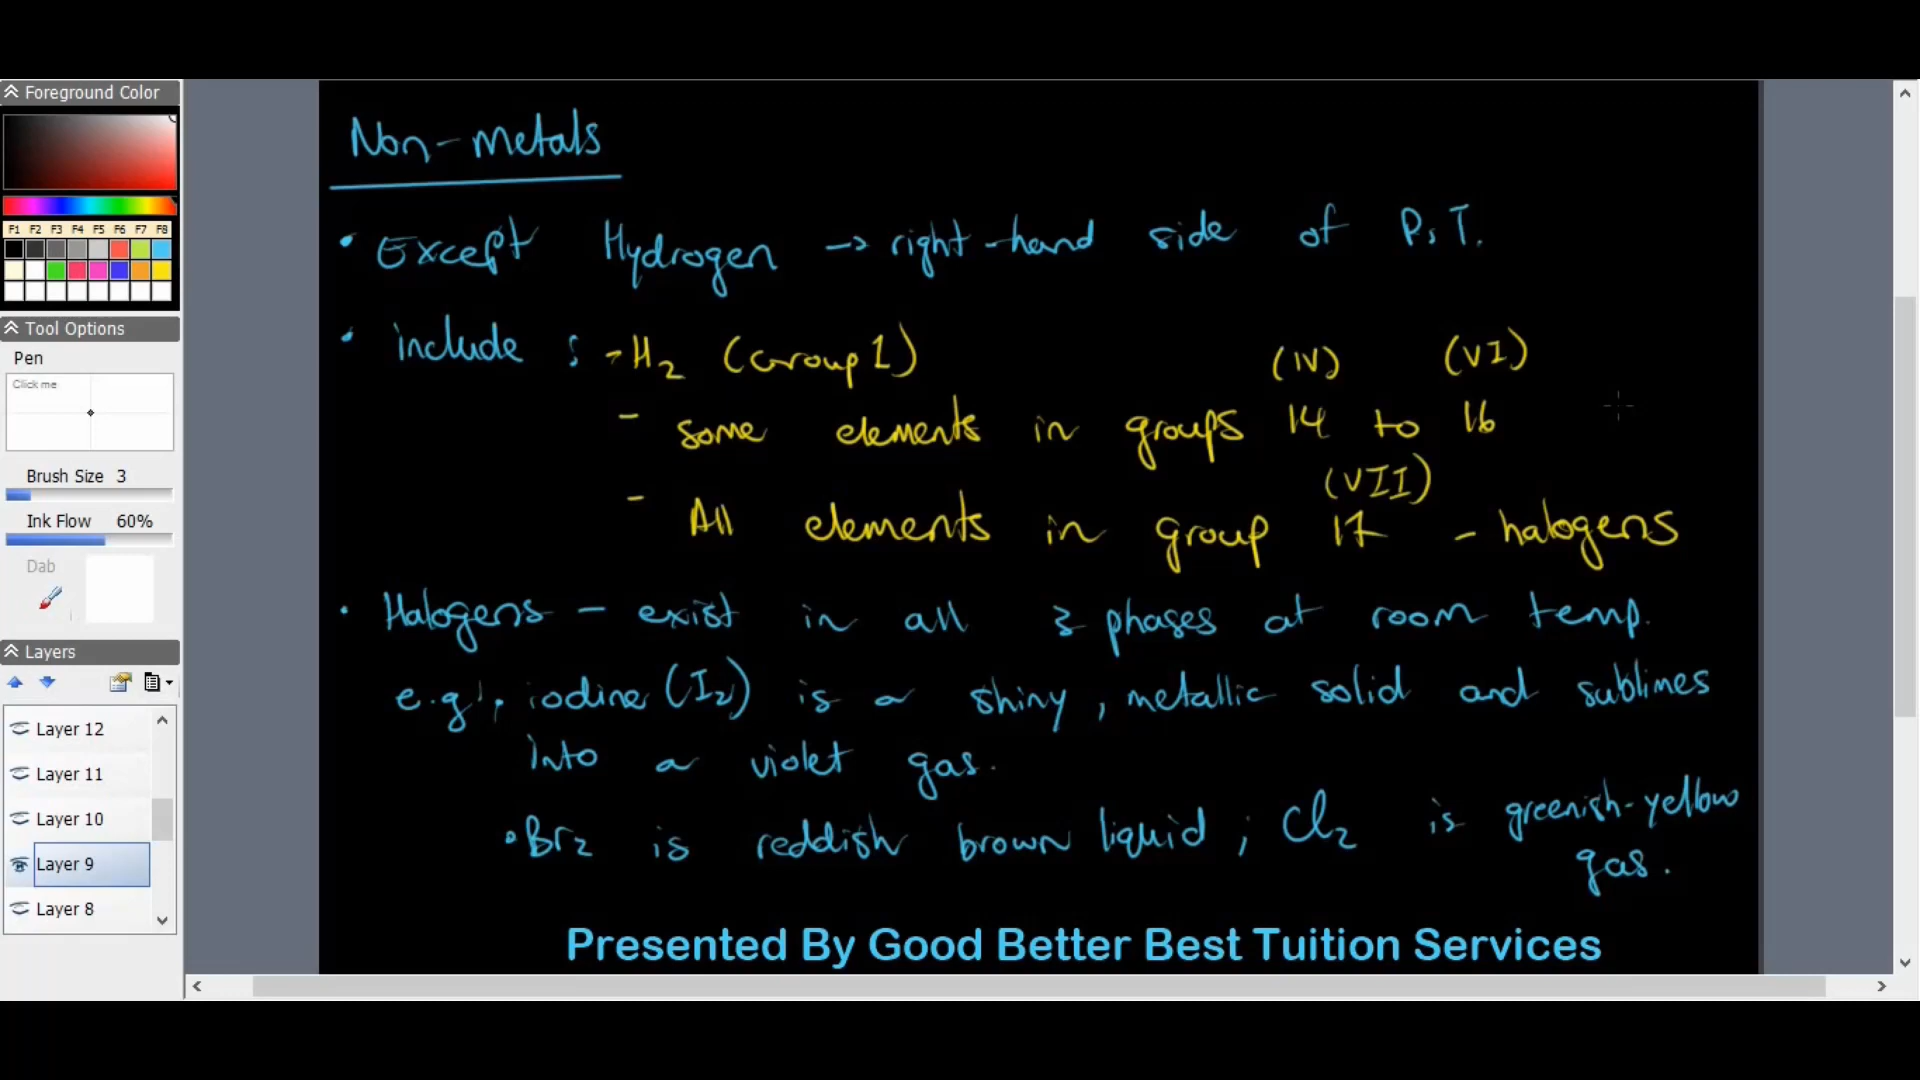 Foreground Color
F1 F2 F3 F4 F5 F6 F7 F8
Tool Options
Pen
Click me
Brush Size 3
Ink Flow 60%
Dab
Layers
Layer 12
Layer 11
Layer 10
Layer 9
Layer 8
Non-Metals
• Except Hydrogen → right-hand side of P.T.
• include : - H2 (Group 1)
(IV) (VI)
- some elements in groups 14 to 16
(VII)
- All elements in group 17 - halogens
• Halogens - exist in all 3 phases at room temp.
e.g. • iodine (I2) is a shiny, metallic solid and sublimes
into a violet gas.
• Br2 is reddish brown liquid ; Cl2 is greenish-yellow
gas.
Presented By Good Better Best Tuition Services